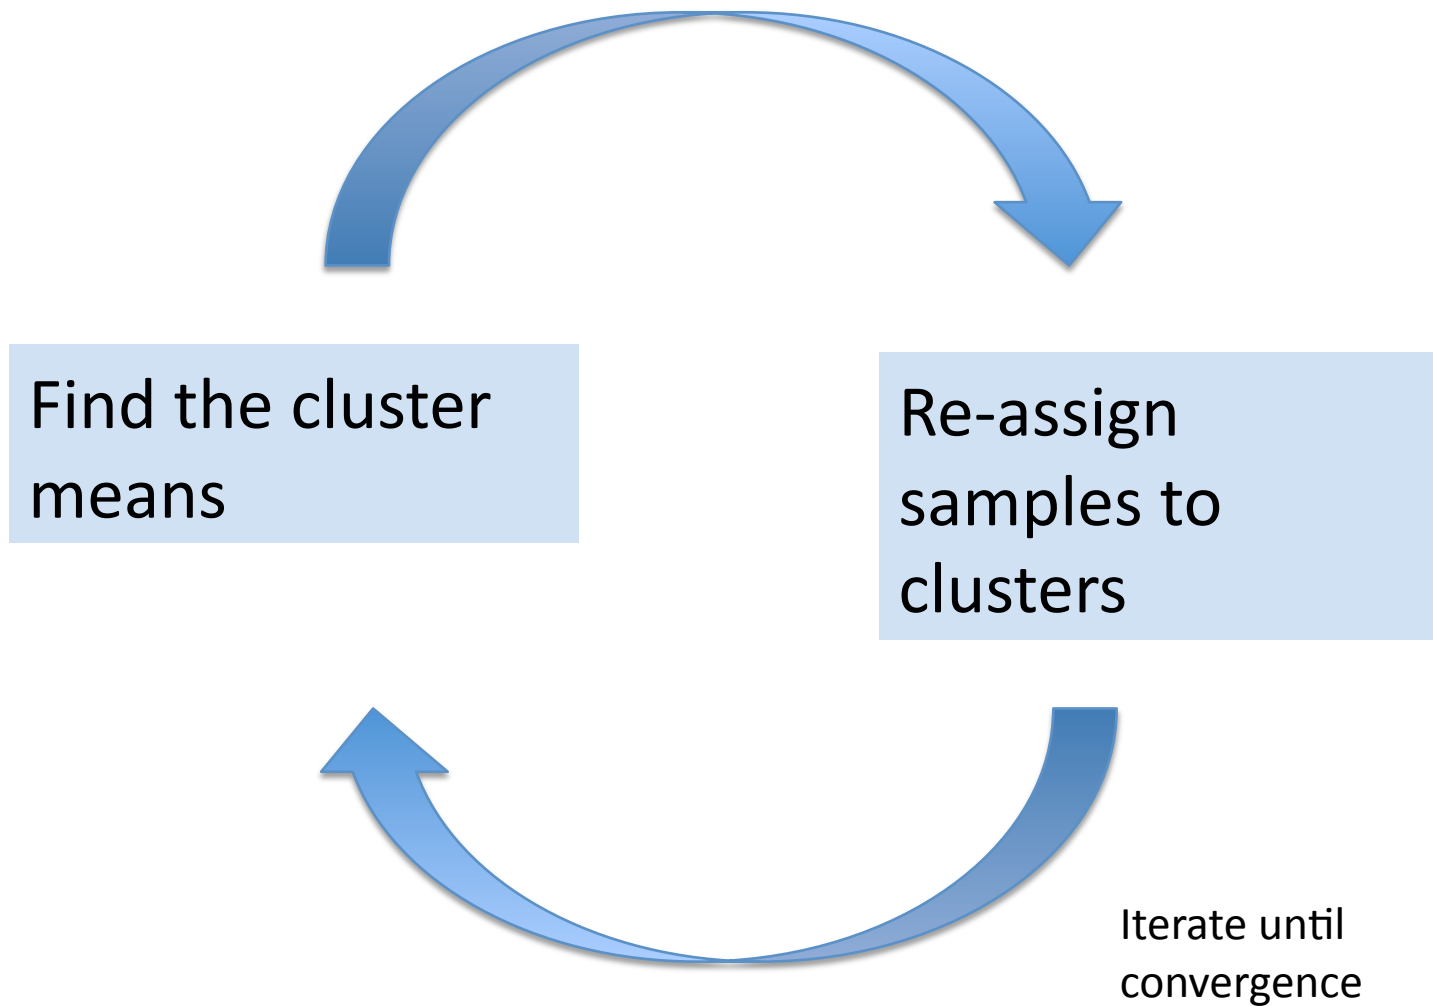 Find the cluster
means
Re-assign
samples to
clusters
Iterate until
convergence